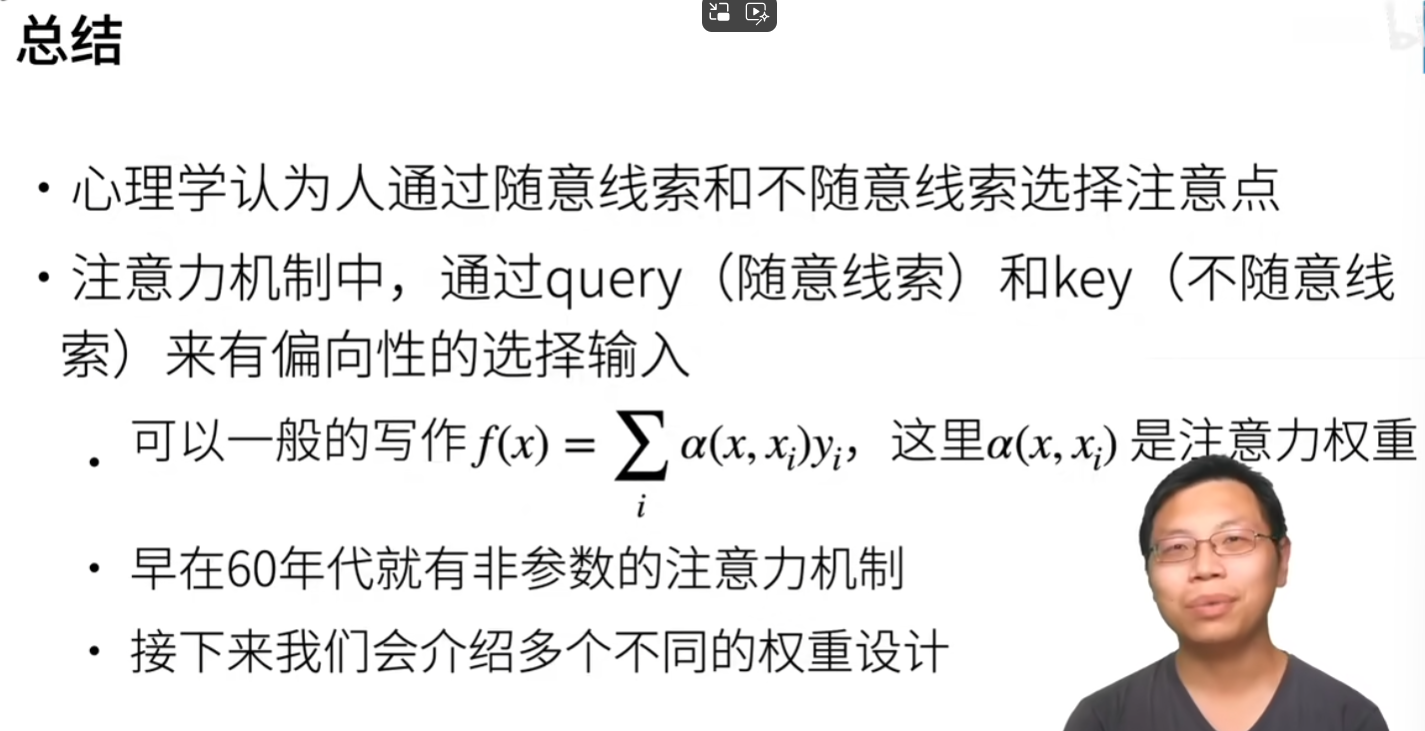 总结
• 心理学认为人通过随意线索和不随意线索选择注意点
• 注意力机制中，通过query（随意线索）和key（不随意线
索）来有偏向性的选择输入
• 可以一般的写作 f(x) = ∑_i α(x, x_i)y_i，这里α(x, x_i) 是注意力权重
• 早在60年代就有非参数的注意力机制
• 接下来我们会介绍多个不同的权重设计